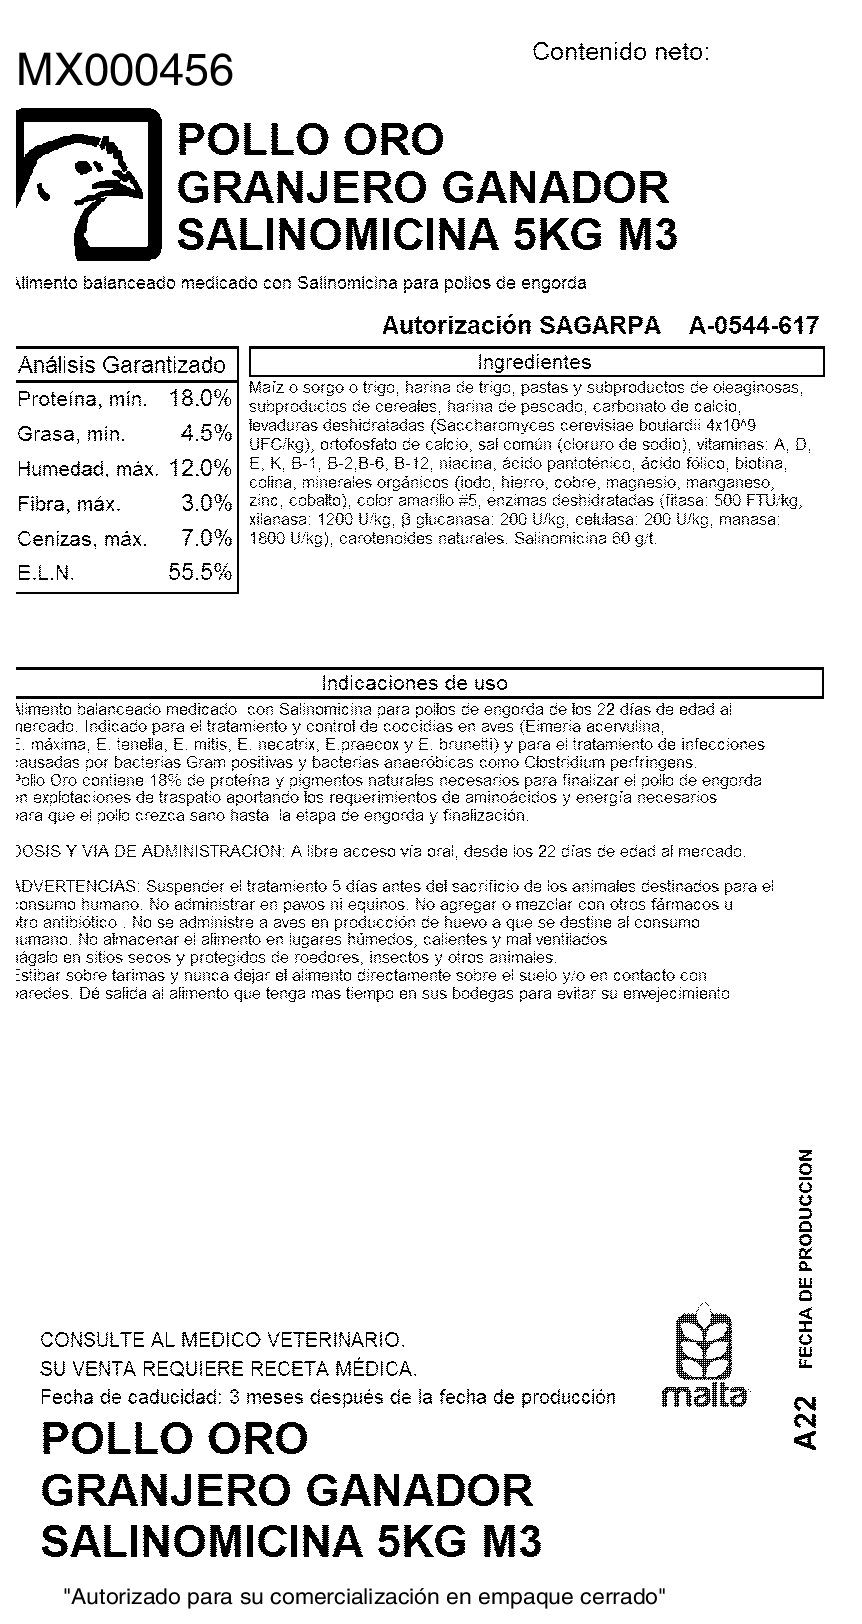 MX000456
Contenido neto:
POLLO ORO
GRANJERO GANADOR
SALINOMICINA 5KG M3
Alimento balanceado medicado con Salinomicina para pollos de engorda
Autorización SAGARPA A-0544-617
Análisis Garantizado
Proteína, mín. 18.0%
Grasa, mín. 4.5%
Humedad, máx. 12.0%
Fibra, máx. 3.0%
Cenizas, máx. 7.0%
E.L.N. 55.5%
Ingredientes
Maíz o sorgo o trigo, harina de trigo, pastas y subproductos de oleaginosas,
subproductos de cereales, harina de pescado, carbonato de calcio,
levaduras deshidratadas (Saccharomyces cerevisiae boulardii 4x10^9
UFC/kg), ortofosfato de calcio, sal común (cloruro de sodio), vitaminas: A, D,
E, K, B-1, B-2,B-6, B-12, niacina, ácido pantoténico, ácido fólico, biotina,
colina, minerales orgánicos (iodo, hierro, cobre, magnesio, manganeso,
zinc, cobalto), color amarillo #5, enzimas deshidratadas (fitasa: 500 FTU/kg,
xilanasa: 1200 U/kg, β glucanasa: 200 U/kg, celulasa: 200 U/kg, manasa:
1800 U/kg), carotenoides naturales. Salinomicina 60 g/t.
Indicaciones de uso
Alimento balanceado medicado con Salinomicina para pollos de engorda de los 22 días de edad al
mercado. Indicado para el tratamiento y control de coccidias en aves (Eimeria acervulina,
E. máxima, E. tenella, E. mitis, E. necatrix, E.praecox y E. brunetti) y para el tratamiento de infecciones
causadas por bacterias Gram positivas y bacterias anaeróbicas como Clostridium perfringens.
Pollo Oro contiene 18% de proteína y pigmentos naturales necesarios para finalizar el pollo de engorda
en explotaciones de traspatio aportando los requerimientos de aminoácidos y energía necesarios
para que el pollo crezca sano hasta la etapa de engorda y finalización.
DOSIS Y VIA DE ADMINISTRACION: A libre acceso vía oral, desde los 22 días de edad al mercado.
ADVERTENCIAS: Suspender el tratamiento 5 días antes del sacrificio de los animales destinados para el
consumo humano. No administrar en pavos ni equinos. No agregar o mezclar con otros fármacos u
otro antibiótico . No se administre a aves en producción de huevo a que se destine al consumo
humano. No almacenar el alimento en lugares húmedos, calientes y mal ventilados
hágalo en sitios secos y protegidos de roedores, insectos y otros animales.
Estibar sobre tarimas y nunca dejar el alimento directamente sobre el suelo y/o en contacto con
paredes. Dé salida al alimento que tenga mas tiempo en sus bodegas para evitar su envejecimiento
FECHA DE PRODUCCION
A22
CONSULTE AL MEDICO VETERINARIO.
SU VENTA REQUIERE RECETA MÉDICA.
Fecha de caducidad: 3 meses después de la fecha de producción
malta
POLLO ORO
GRANJERO GANADOR
SALINOMICINA 5KG M3
"Autorizado para su comercialización en empaque cerrado"